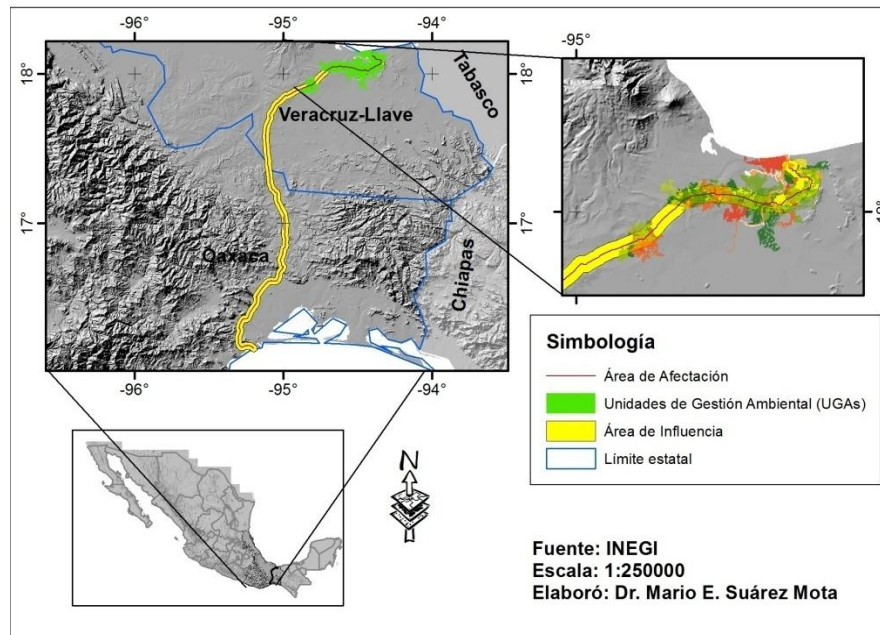 -96° -95° -94°
-95°
18° 18°
Tabasco
Veracruz-Llave
18°
17° 17°
Oaxaca
Chiapas
-96° -95° -94°
Simbología
Área de Afectación
Unidades de Gestión Ambiental (UGAs)
Área de Influencia
Límite estatal
N
Fuente: INEGI
Escala: 1:250000
Elaboró: Dr. Mario E. Suárez Mota